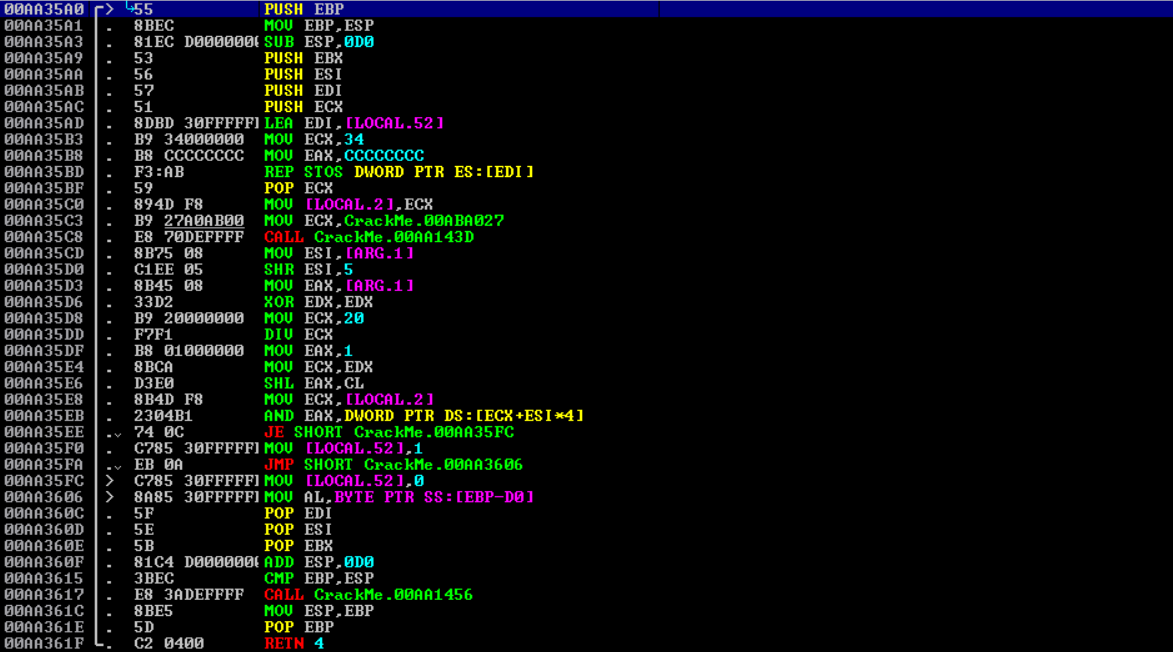 00AA35A0 > 55 PUSH EBP
00AA35A1 . 8BEC MOV EBP,ESP
00AA35A3 . 81EC D0000000 SUB ESP,0D0
00AA35A9 . 53 PUSH EBX
00AA35AA . 56 PUSH ESI
00AA35AB . 57 PUSH EDI
00AA35AC . 51 PUSH ECX
00AA35AD . 8DBD 30FFFFF LEA EDI,[LOCAL.52]
00AA35B3 . B9 34000000 MOV ECX,34
00AA35B8 . B8 CCCCCCCC MOV EAX,CCCCCCCC
00AA35BD . F3:AB REP STOS DWORD PTR ES:[EDI]
00AA35BF . 59 POP ECX
00AA35C0 . 894D F8 MOV [LOCAL.2],ECX
00AA35C3 . B9 27A0AB00 MOV ECX,CrackMe.00ABA027
00AA35C8 . E8 70DEFFFF CALL CrackMe.00AA143D
00AA35CD . 8B75 08 MOV ESI,[ARG.1]
00AA35D0 . C1EE 05 SHR ESI,5
00AA35D3 . 8B45 08 MOV EAX,[ARG.1]
00AA35D6 . 33D2 XOR EDX,EDX
00AA35D8 . B9 20000000 MOV ECX,20
00AA35DD . F7F1 DIV ECX
00AA35DF . B8 01000000 MOV EAX,1
00AA35E4 . 8BCA MOV ECX,EDX
00AA35E6 . D3E0 SHL EAX,CL
00AA35E8 . 8B4D F8 MOV ECX,[LOCAL.2]
00AA35EB . 2304B1 AND EAX,DWORD PTR DS:[ECX+ESI*4]
00AA35EE . 74 0C JE SHORT CrackMe.00AA35FC
00AA35F0 . C785 30FFFFF MOV [LOCAL.52],1
00AA35FA . EB 0A JMP SHORT CrackMe.00AA3606
00AA35FC > C785 30FFFFF MOV [LOCAL.52],0
00AA3606 > 8A85 30FFFFF MOV AL,BYTE PTR SS:[EBP-D0]
00AA360C . 5F POP EDI
00AA360D . 5E POP ESI
00AA360E . 5B POP EBX
00AA360F . 81C4 D0000000 ADD ESP,0D0
00AA3615 . 3BEC CMP EBP,ESP
00AA3617 . E8 3ADEFFFF CALL CrackMe.00AA1456
00AA361C . 8BE5 MOV ESP,EBP
00AA361E . 5D POP EBP
00AA361F . C2 0400 RETN 4